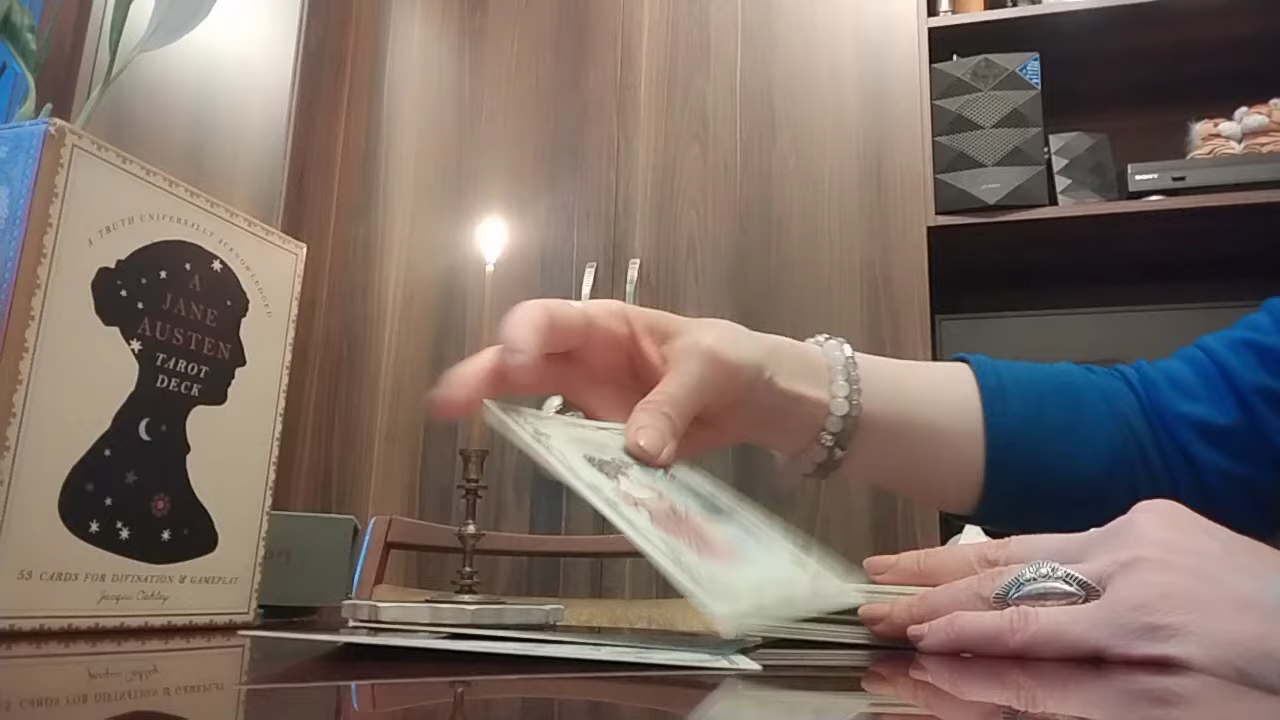 A TRUTH UNIVERSALLY ACKNOWLEDGED
A
JANE
AUSTEN
TAROT
DECK
53 CARDS FOR DIVINATION & GAMEPLAY
Jacqui Oakley
SONY